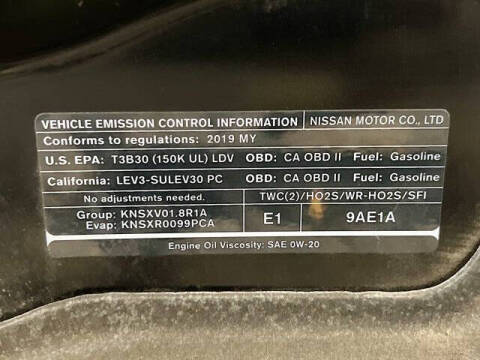 VEHICLE EMISSION CONTROL INFORMATION NISSAN MOTOR CO., LTD
Conforms to regulations: 2019 MY
U.S. EPA: T3B30 (150K UL) LDV OBD: CA OBD II Fuel: Gasoline
California: LEV3-SULEV30 PC OBD: CA OBD II Fuel: Gasoline
No adjustments needed. TWC(2)/HO2S/WR-HO2S/SFI
Group: KNSXV01.8R1A
Evap: KNSXR0099PCA
E1 9AE1A
Engine Oil Viscosity: SAE 0W-20